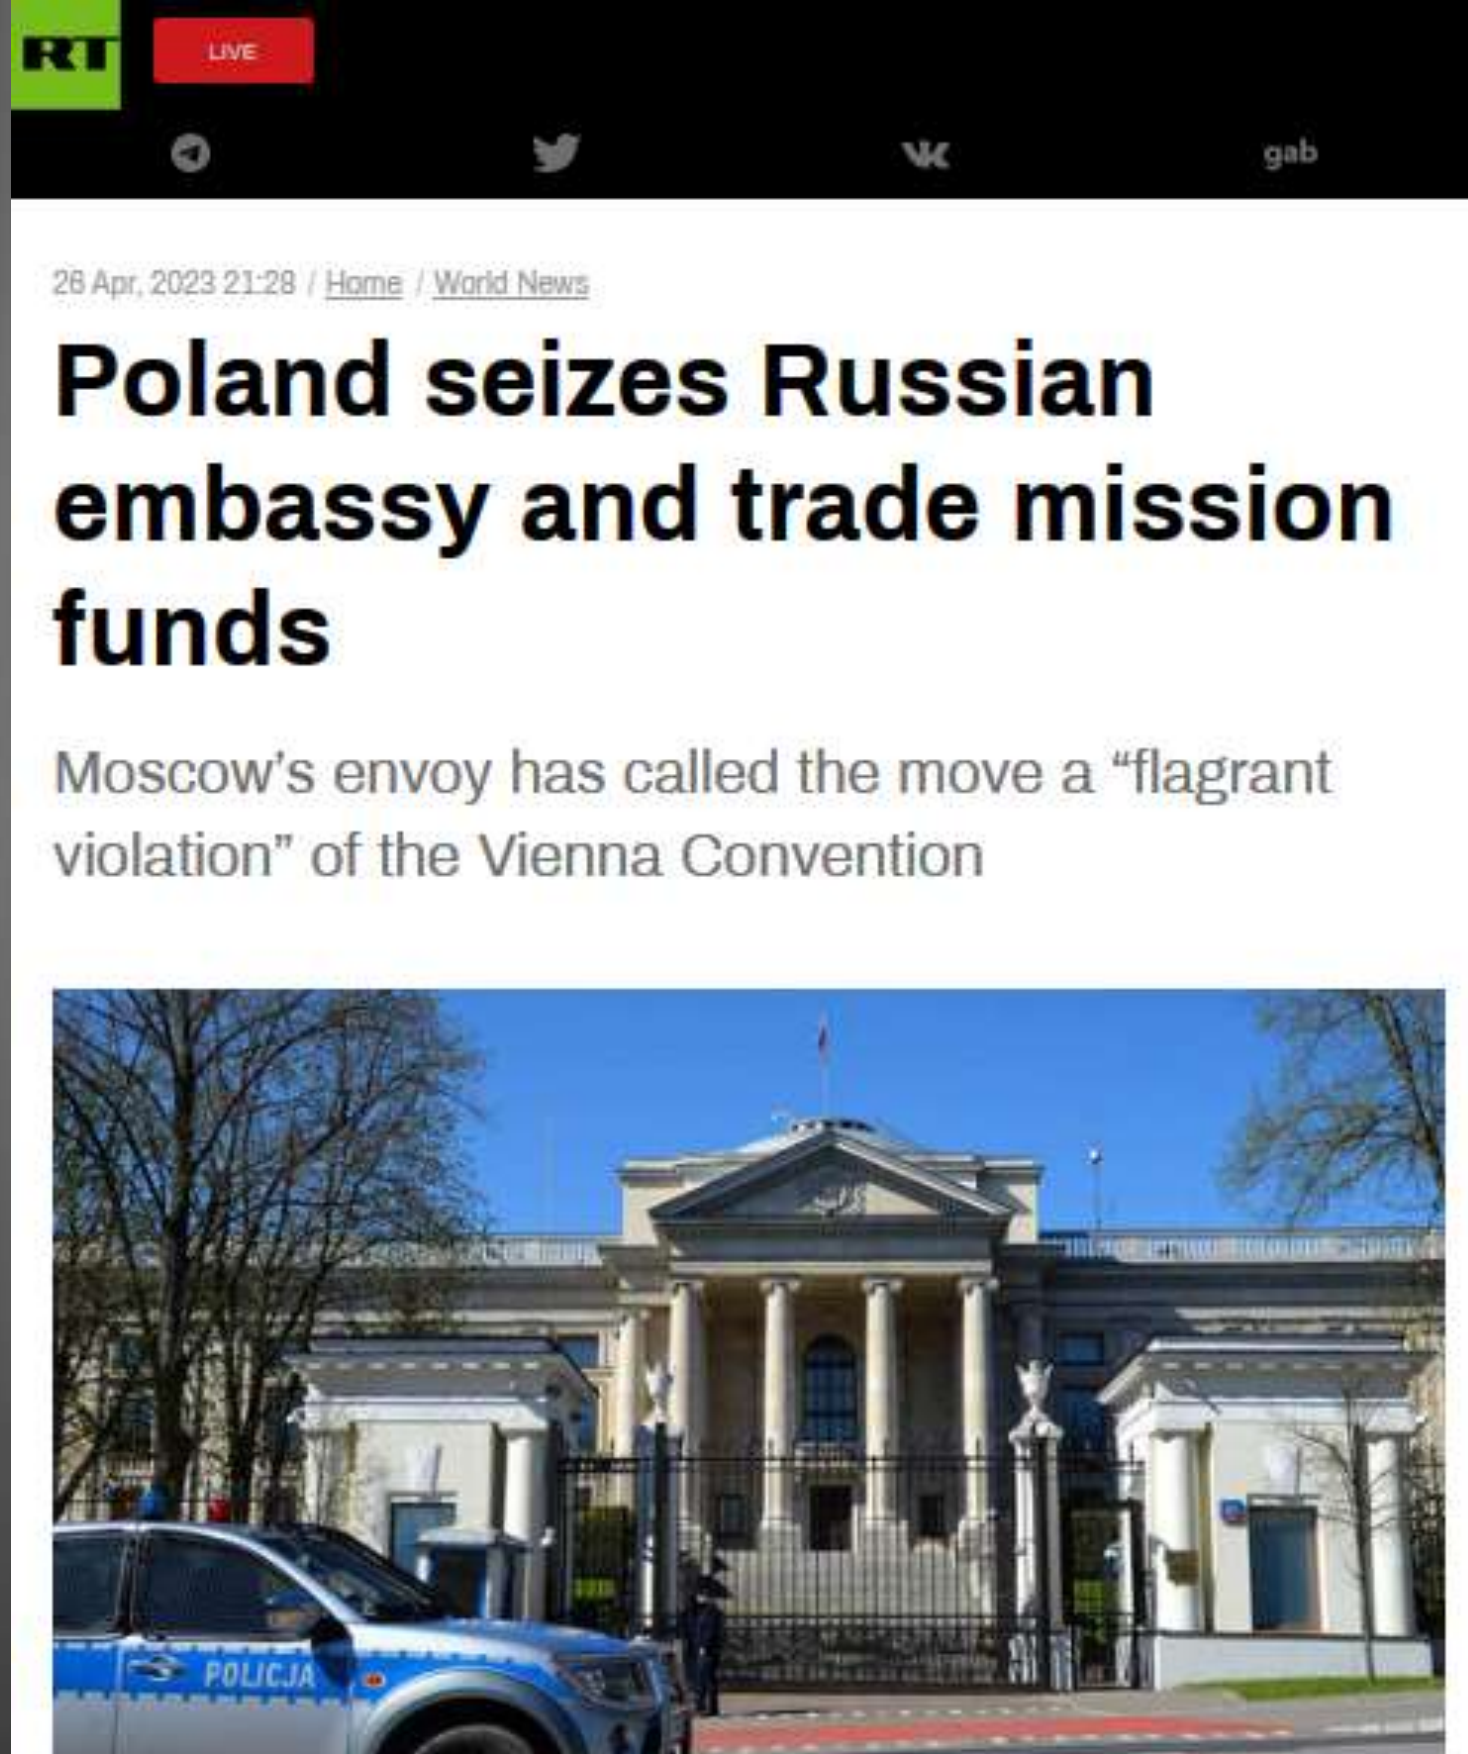 RT
LIVE
gab
26 Apr, 2023 21:28 / Home / World News
Poland seizes Russian
embassy and trade mission
funds
Moscow's envoy has called the move a “flagrant
violation” of the Vienna Convention
POLICJA